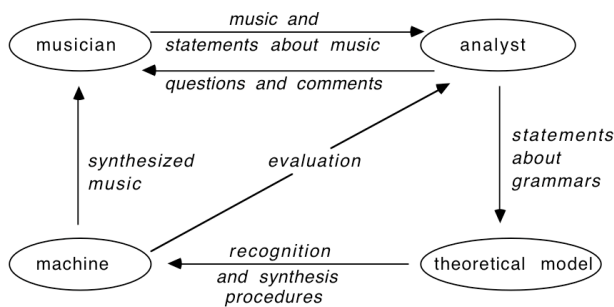 music and
musician
statements about music
analyst
questions and comments
synthesized
music
evaluation
statements
about
grammars
machine
recognition
and synthesis
procedures
theoretical model